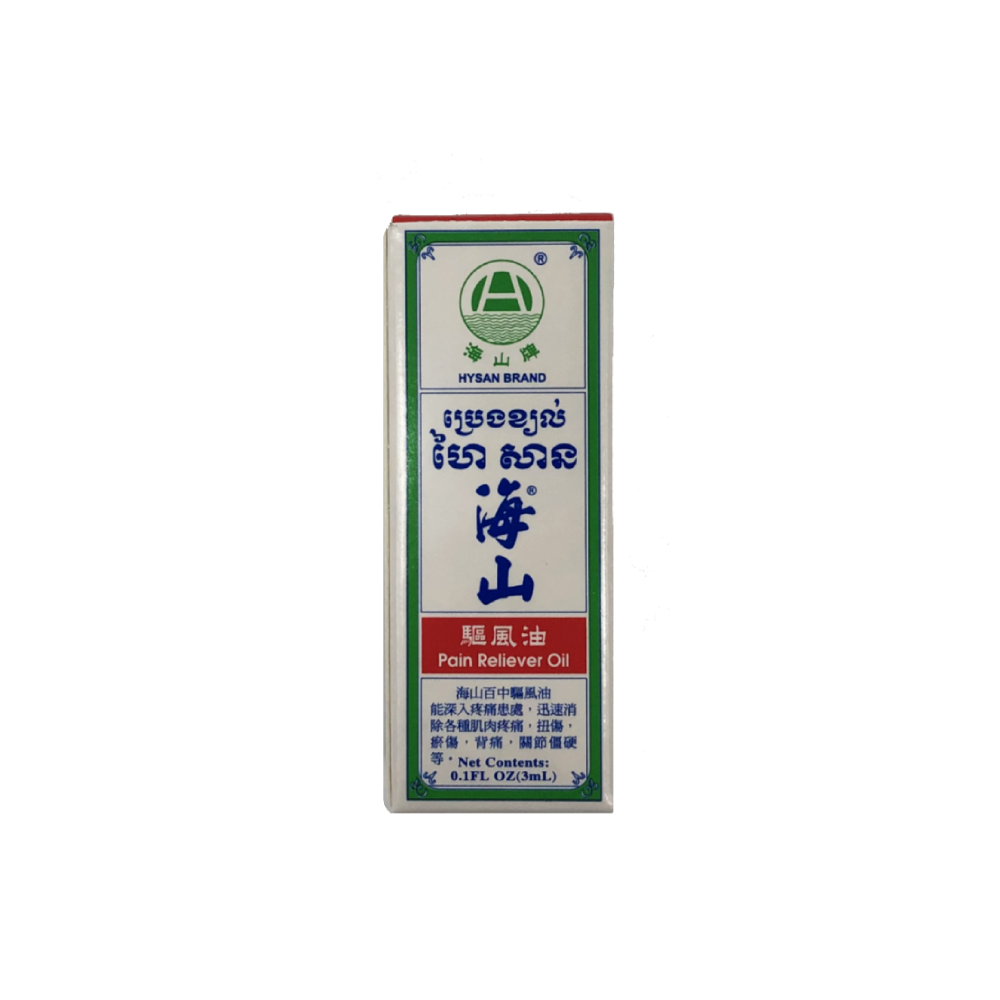 ®
海山牌
HYSAN BRAND
ប្រេងខ្យល់
ហៃ សាន
海®
山
驅風油
Pain Reliever Oil
海山百中驅風油
能深入疼痛患處，迅速消
除各種肌肉疼痛，扭傷，
瘀傷，背痛，關節僵硬
等。Net Contents:
0.1FL OZ(3mL)